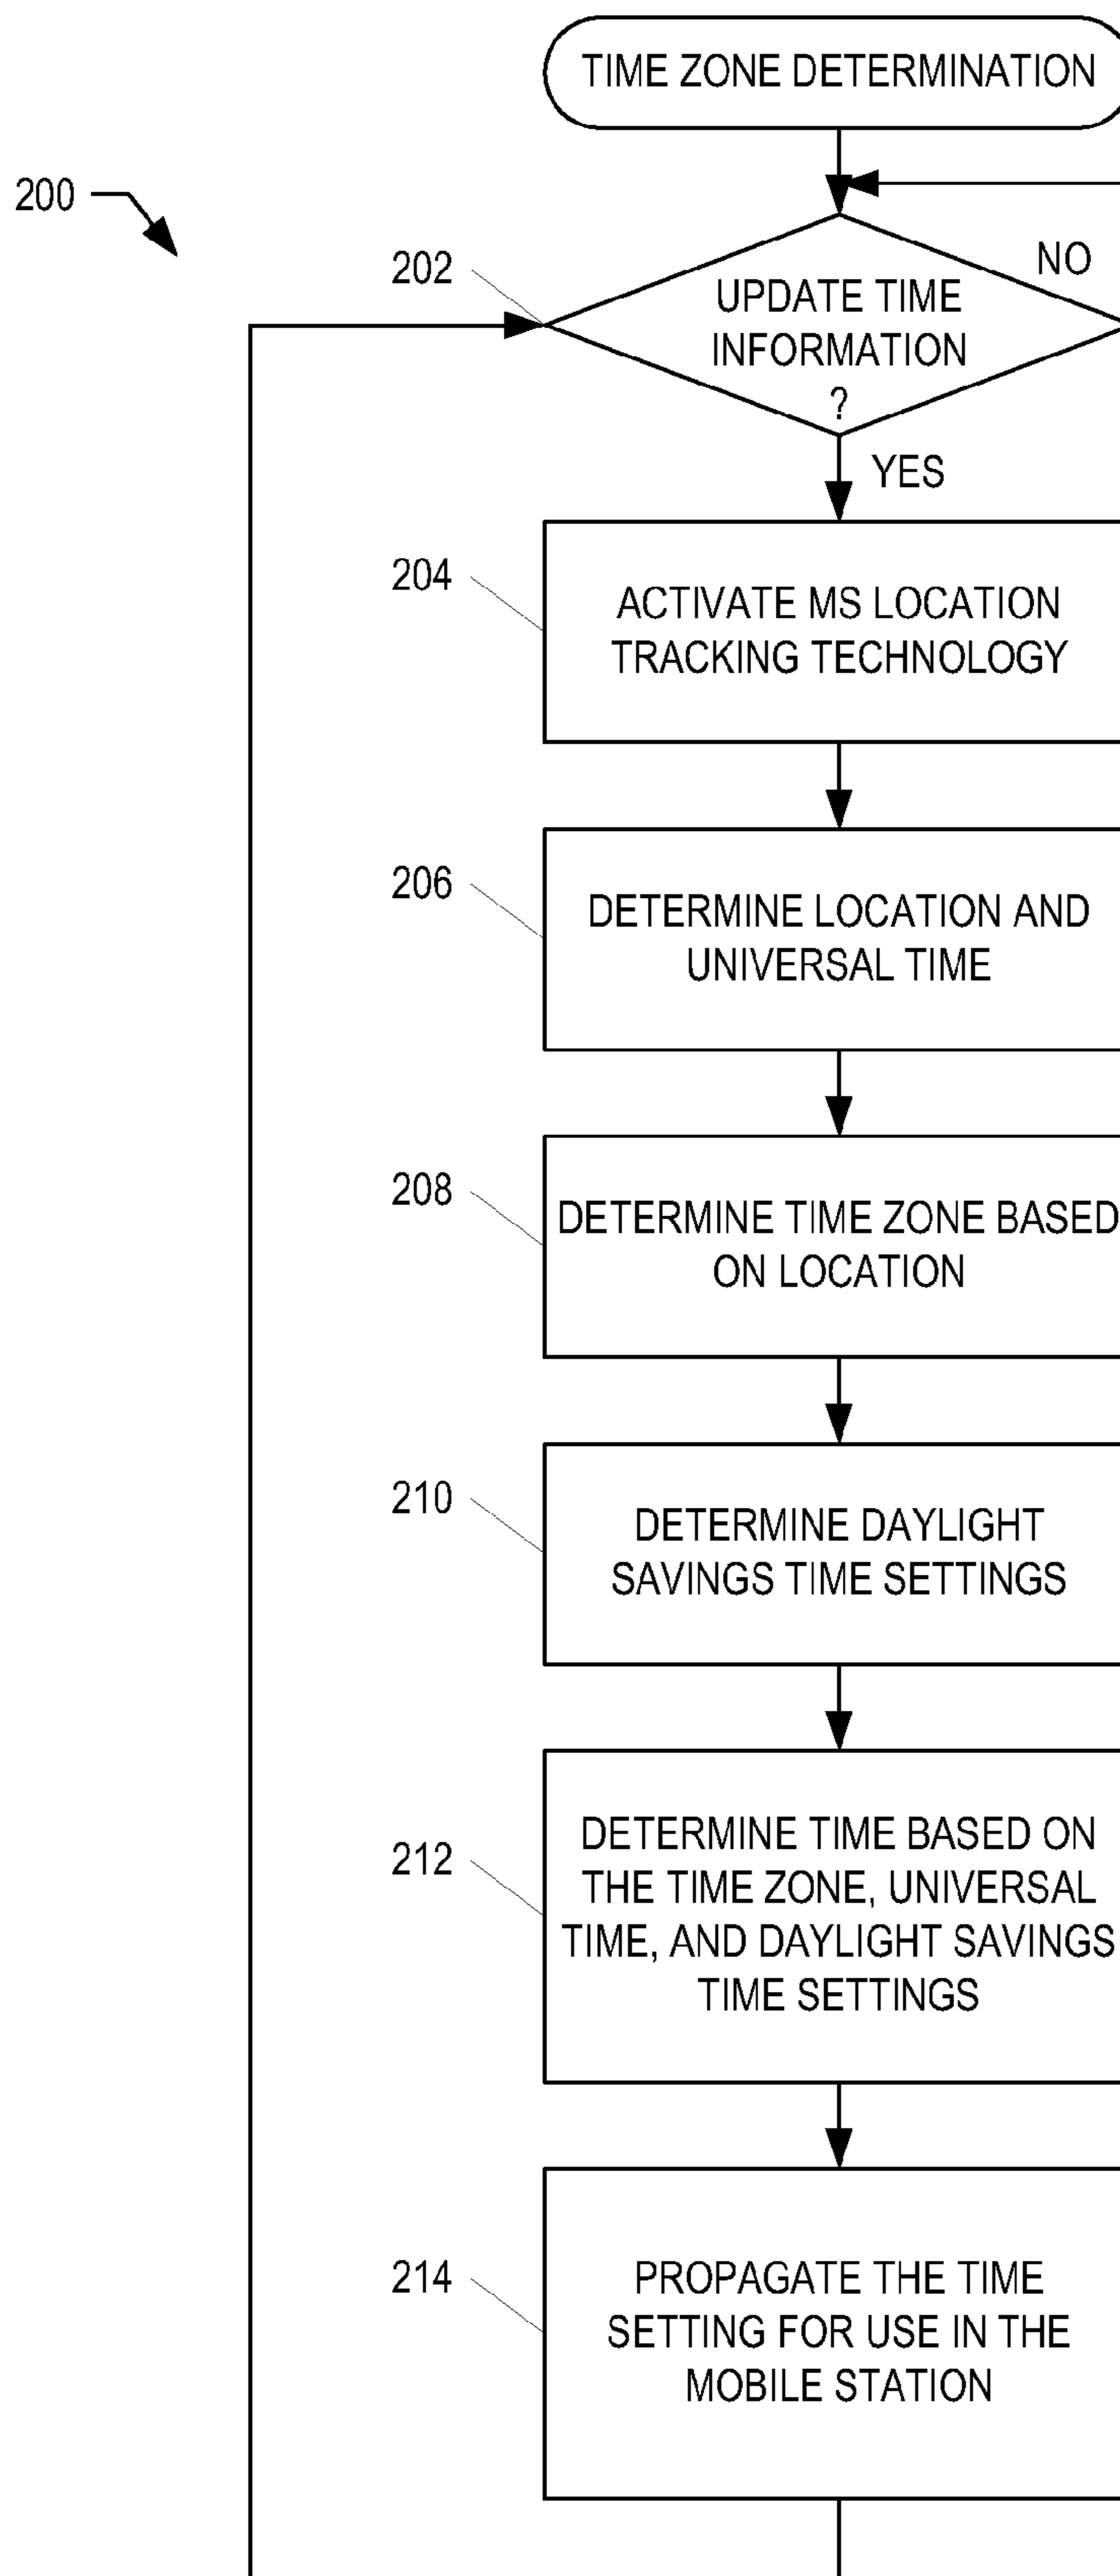 TIME ZONE DETERMINATION
200
202
NO
UPDATE TIME
INFORMATION
?
YES
204
ACTIVATE MS LOCATION
TRACKING TECHNOLOGY
206
DETERMINE LOCATION AND
UNIVERSAL TIME
208
DETERMINE TIME ZONE BASED
ON LOCATION
210
DETERMINE DAYLIGHT
SAVINGS TIME SETTINGS
212
DETERMINE TIME BASED ON
THE TIME ZONE, UNIVERSAL
TIME, AND DAYLIGHT SAVINGS
TIME SETTINGS
214
PROPAGATE THE TIME
SETTING FOR USE IN THE
MOBILE STATION